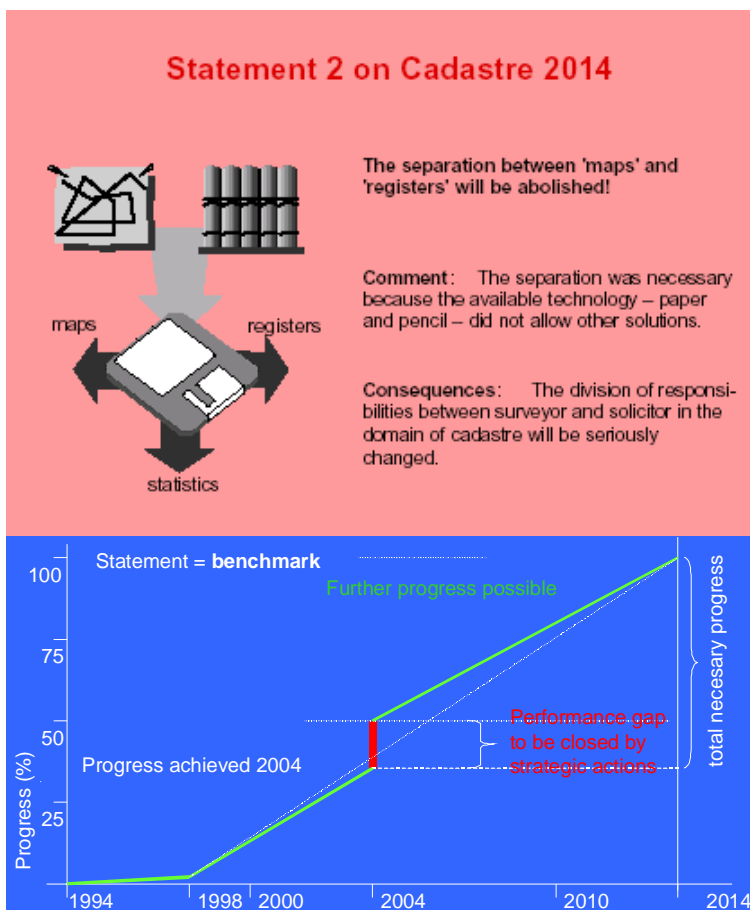 Statement 2 on Cadastre 2014
The separation between 'maps' and
'registers' will be abolished!
Comment: The separation was necessary
because the available technology – paper
and pencil – did not allow other solutions.
maps
registers
Consequences: The division of responsi-
bilities between surveyor and solicitor in the
domain of cadastre will be seriously
changed.
statistics
Statement = benchmark
100
Further progress possible
75
50
Performance gap
to be closed by
strategic actions
Progress achieved 2004
25
Progress (%)
total necesary progress
1994
1998
2000
2004
2010
2014